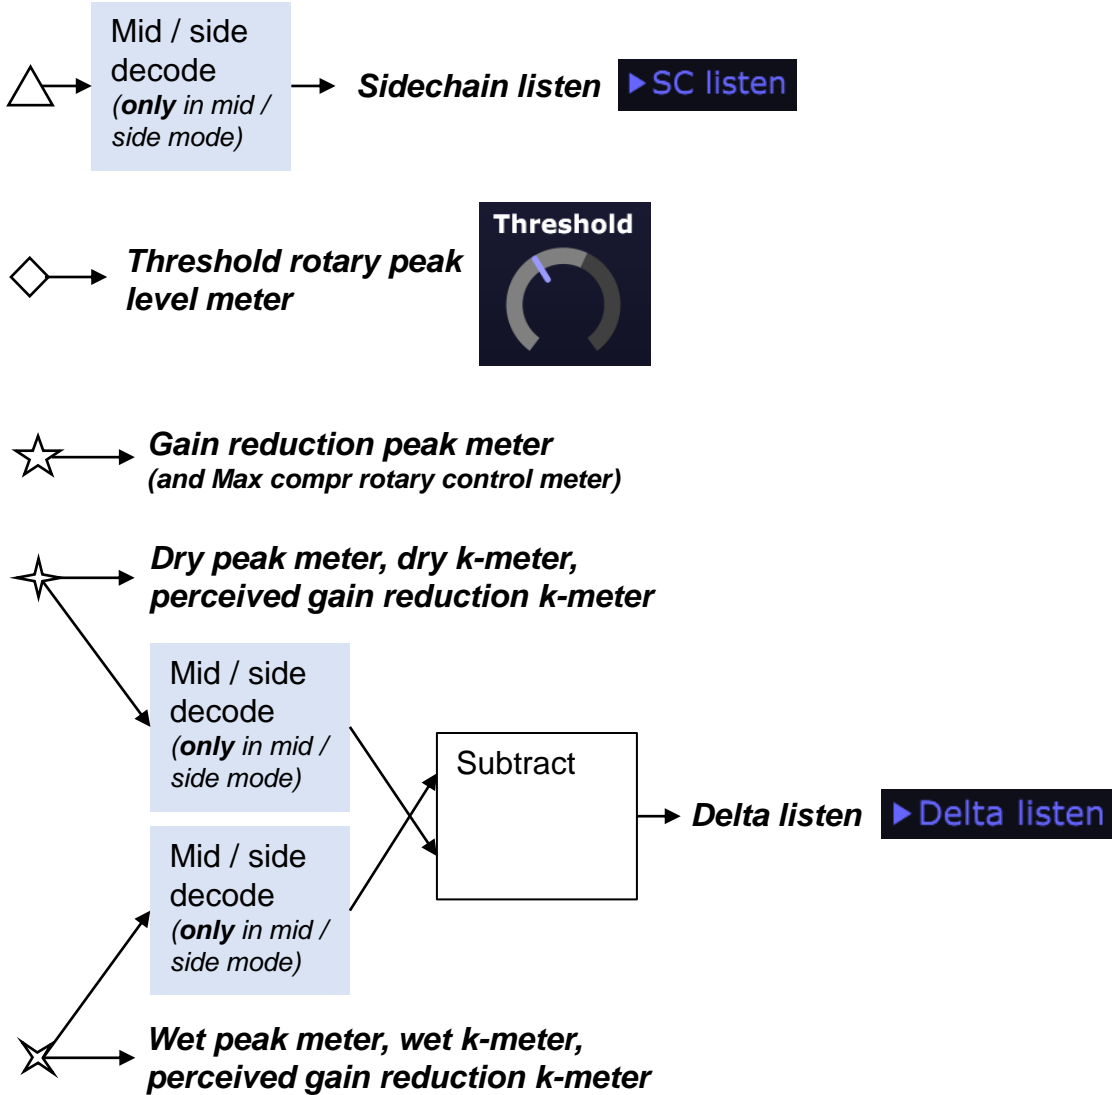 Mid / side
decode
(only in mid /
side mode)
Sidechain listen
SC listen
Threshold rotary peak
level meter
Threshold
Gain reduction peak meter
(and Max compr rotary control meter)
Dry peak meter, dry k-meter,
perceived gain reduction k-meter
Mid / side
decode
(only in mid /
side mode)
Subtract
Delta listen
Delta listen
Mid / side
decode
(only in mid /
side mode)
Wet peak meter, wet k-meter,
perceived gain reduction k-meter